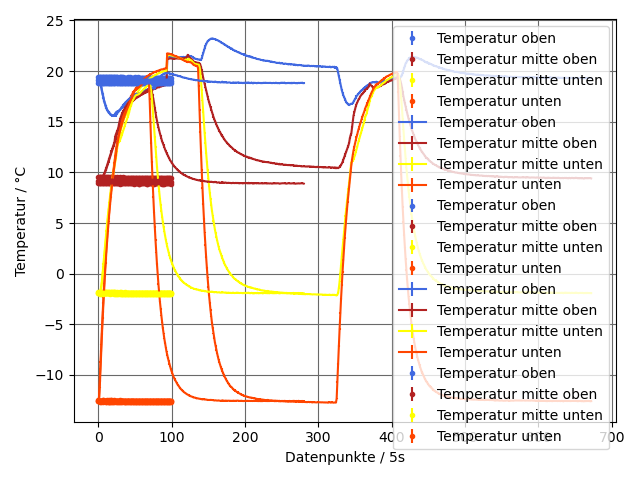 25
20
15
10
5
0
−5
−10
Temperatur / °C
Temperatur oben
Temperatur mitte oben
Temperatur mitte unten
Temperatur unten
Temperatur oben
Temperatur mitte oben
Temperatur mitte unten
Temperatur unten
Temperatur oben
Temperatur mitte oben
Temperatur mitte unten
Temperatur unten
Temperatur oben
Temperatur mitte oben
Temperatur mitte unten
Temperatur unten
Temperatur oben
Temperatur mitte oben
Temperatur mitte unten
Temperatur unten
0 100 200 300 400 700
Datenpunkte / 5s